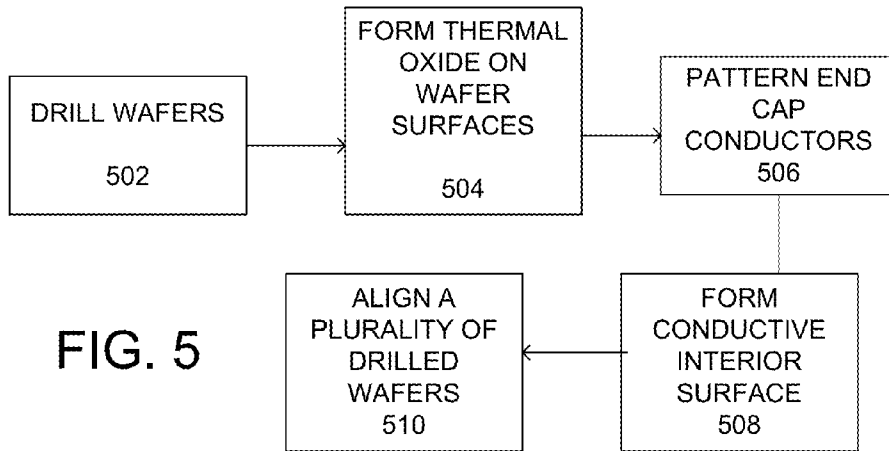 DRILL WAFERS
502
FORM THERMAL
OXIDE ON
WAFER
SURFACES
504
PATTERN END
CAP
CONDUCTORS
506
FORM
CONDUCTIVE
INTERIOR
SURFACE
508
ALIGN A
PLURALITY OF
DRILLED
WAFERS
510
FIG. 5